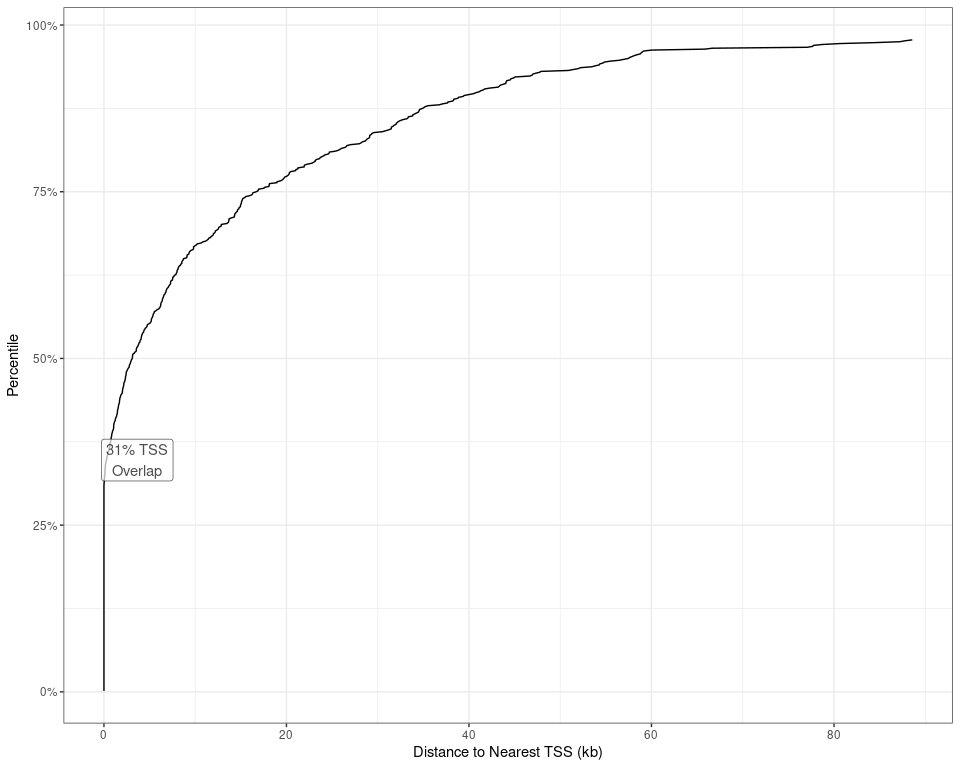 100%
75%
50%
25%
0%
Percentile
31% TSS
Overlap
0 20 40 60 80
Distance to Nearest TSS (kb)